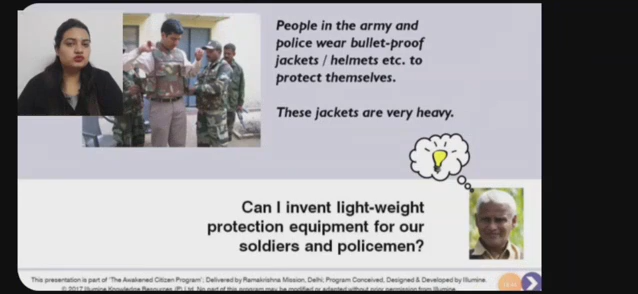 People in the army and
police wear bullet-proof
jackets / helmets etc. to
protect themselves.
These jackets are very heavy.
Can I invent light-weight
protection equipment for our
soldiers and policemen?
This presentation is part of 'The Awakened Citizen Program'; Delivered by Ramakrishna Mission, Delhi; Program Conceived, Designed & Developed by Illumine.
© 2017 Illumine Knowledge Resources (P) Ltd. No part of this program may be modified or adapted without prior permission from Illumine.